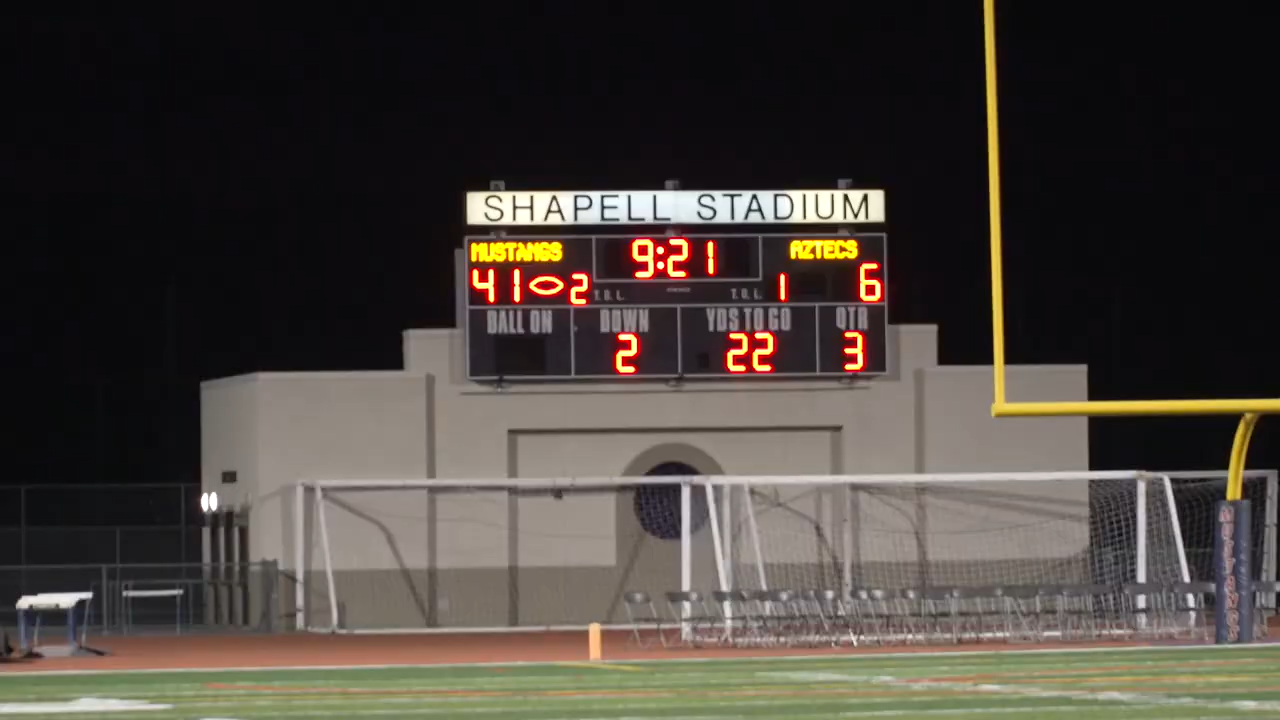 SHAPELL STADIUM
MUSTANGS 9:21 AZTECS
41 2 T.O.L. T.O.L. 1 6
BALL ON DOWN YDS TO GO QTR
2 22 3
MUSTANGS